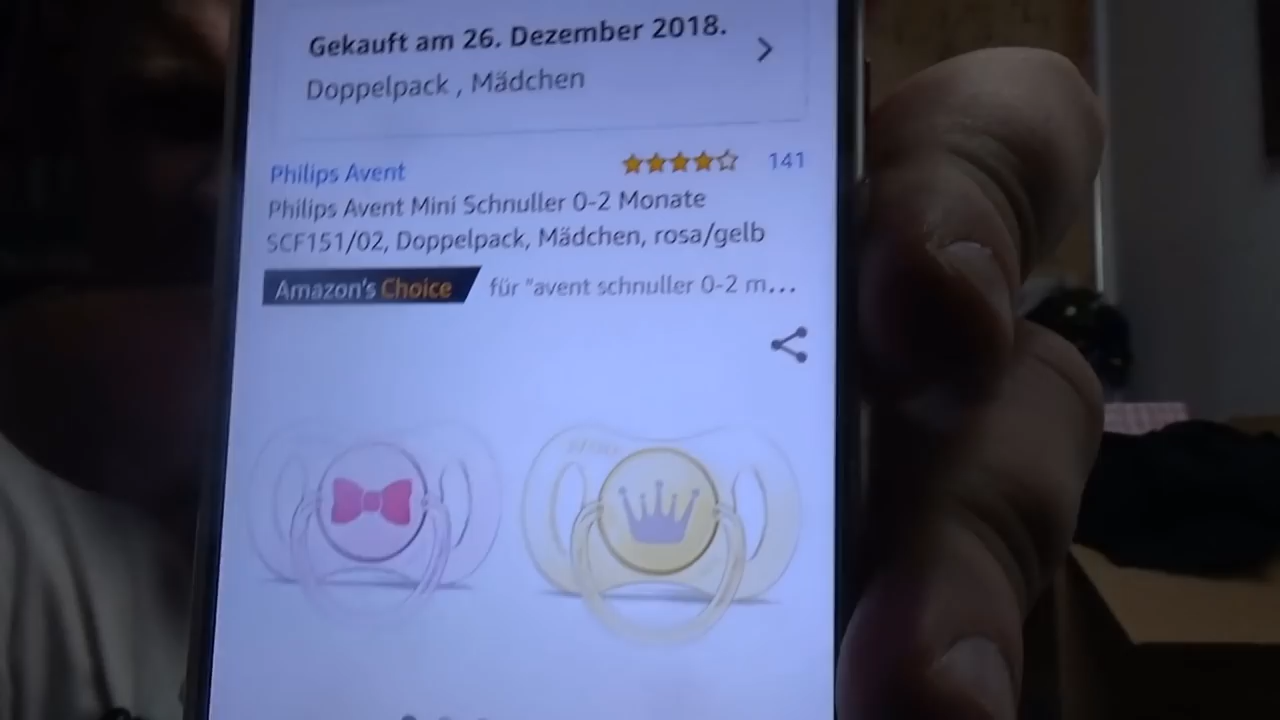 Gekauft am 26. Dezember 2018.
Doppelpack , Mädchen
Philips Avent 141
Philips Avent Mini Schnuller 0-2 Monate
SCF151/02, Doppelpack, Mädchen, rosa/gelb
Amazon's Choice für "avent schnuller 0-2 m...